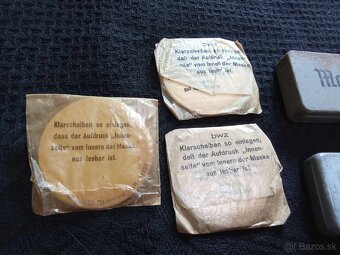 bwz
Klarscheiben so einlegen,
daß der Aufdruck „Innen-
seite" vom Innern der Maske
aus lesbar ist.
Klarscheiben so einlegen,
dass der Aufdruck „Innen-
seite" vom Innern der Maske
aus lesbar ist.
bwz
Klarscheiben so einlegen,
daß der Aufdruck „Innen-
seite" vom Innern der Maske
aus lesbar ist.
bazos.sk